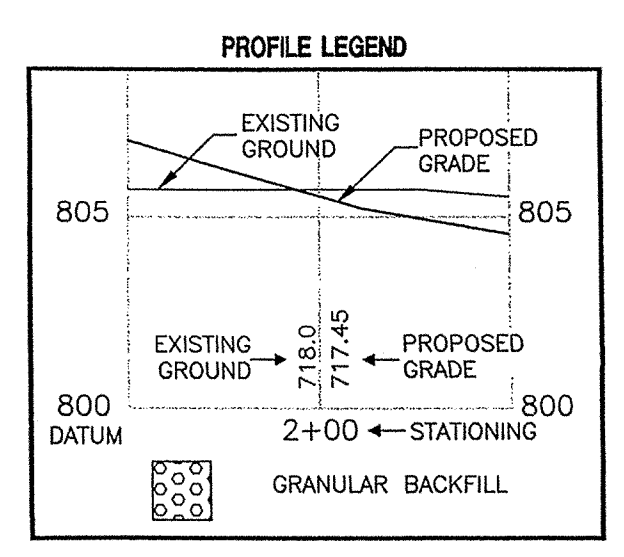 PROFILE LEGEND
EXISTING
GROUND
PROPOSED
GRADE
805
805
EXISTING
GROUND
718.0
717.45
PROPOSED
GRADE
800
DATUM
800
2+00
STATIONING
GRANULAR BACKFILL